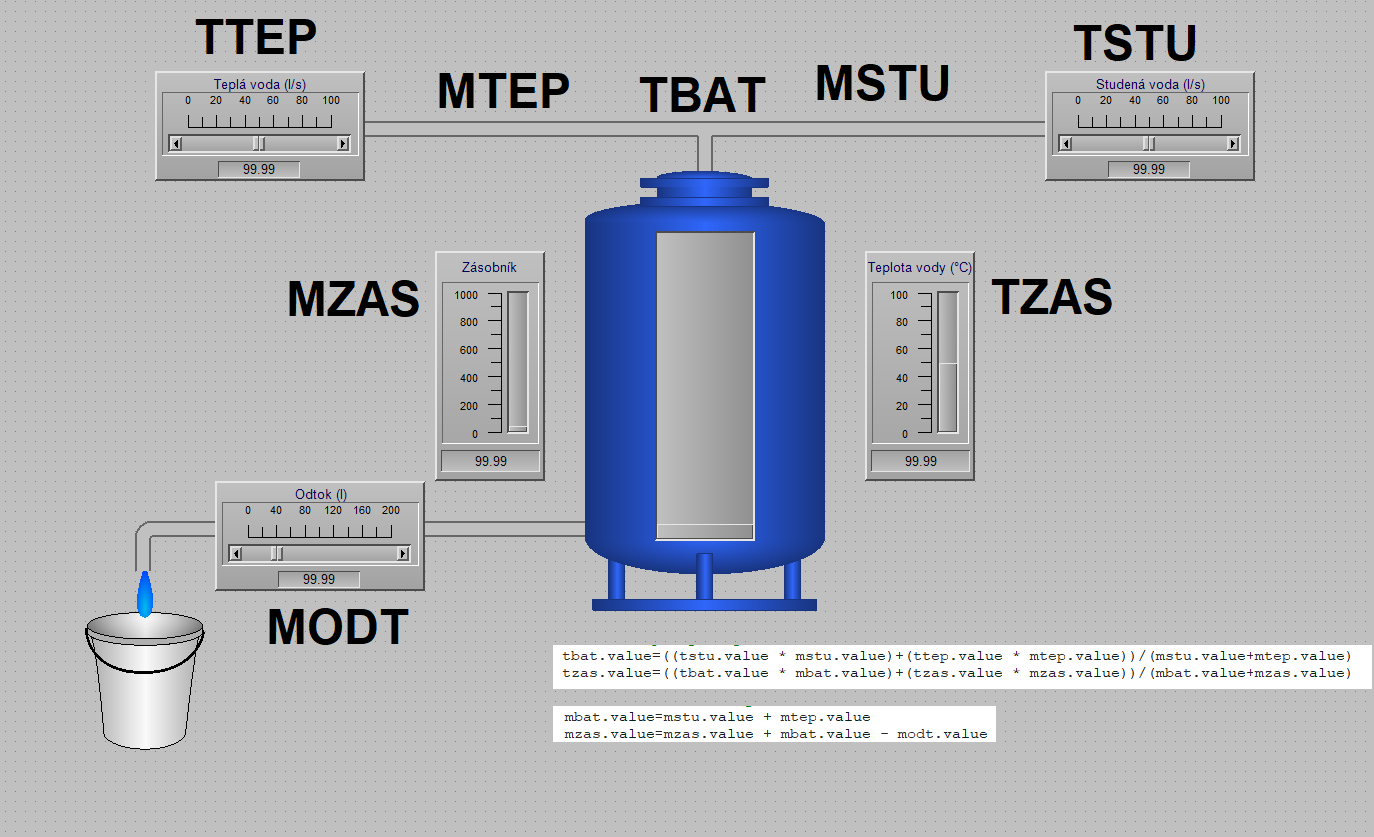 TTEP
TSTU
MTEP
TBAT
MSTU
Teplá voda (l/s)
0 20 40 60 80 100
99.99
Studená voda (l/s)
0 20 40 60 80 100
99.99
MZAS
Zásobník
1000
800
600
400
200
0
99.99
Teplota vody (°C)
100
80
60
40
20
0
99.99
TZAS
Odtok (l)
0 40 80 120 160 200
99.99
MODT
tbat.value=((tstu.value * mstu.value)+(ttep.value * mtep.value))/(mstu.value+mtep.value)
tzas.value=((tbat.value * mbat.value)+(tzas.value * mzas.value))/(mbat.value+mzas.value)
mbat.value=mstu.value + mtep.value
mzas.value=mzas.value + mbat.value - modt.value